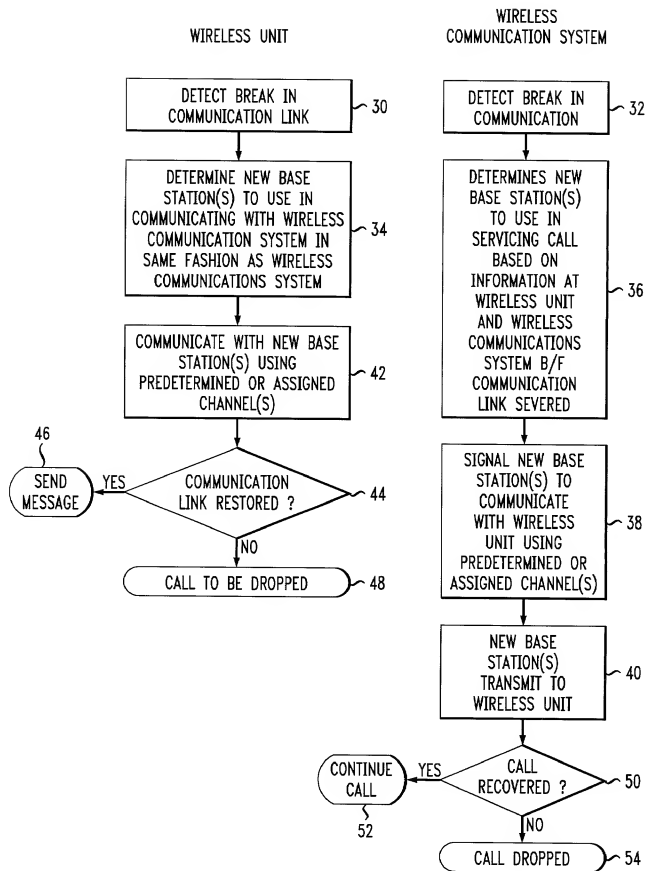 WIRELESS UNIT
DETECT BREAK IN
COMMUNICATION LINK
30
DETERMINE NEW BASE
STATION(S) TO USE IN
COMMUNICATING WITH WIRELESS
COMMUNICATION SYSTEM IN
SAME FASHION AS WIRELESS
COMMUNICATIONS SYSTEM
34
COMMUNICATE WITH NEW BASE
STATION(S) USING
PREDETERMINED OR ASSIGNED
CHANNEL(S)
42
46
SEND
MESSAGE
YES
COMMUNICATION
LINK RESTORED ?
44
NO
CALL TO BE DROPPED
48
WIRELESS
COMMUNICATION SYSTEM
DETECT BREAK IN
COMMUNICATION
32
DETERMINES NEW
BASE STATION(S)
TO USE IN
SERVICING CALL
BASED ON
INFORMATION AT
WIRELESS UNIT
AND WIRELESS
COMMUNICATIONS
SYSTEM B/F
COMMUNICATION
LINK SEVERED
36
SIGNAL NEW BASE
STATION(S) TO
COMMUNICATE
WITH WIRELESS
UNIT USING
PREDETERMINED OR
ASSIGNED CHANNEL(S)
38
NEW BASE
STATION(S)
TRANSMIT TO
WIRELESS UNIT
40
CONTINUE
CALL
52
YES
CALL
RECOVERED ?
50
NO
CALL DROPPED
54